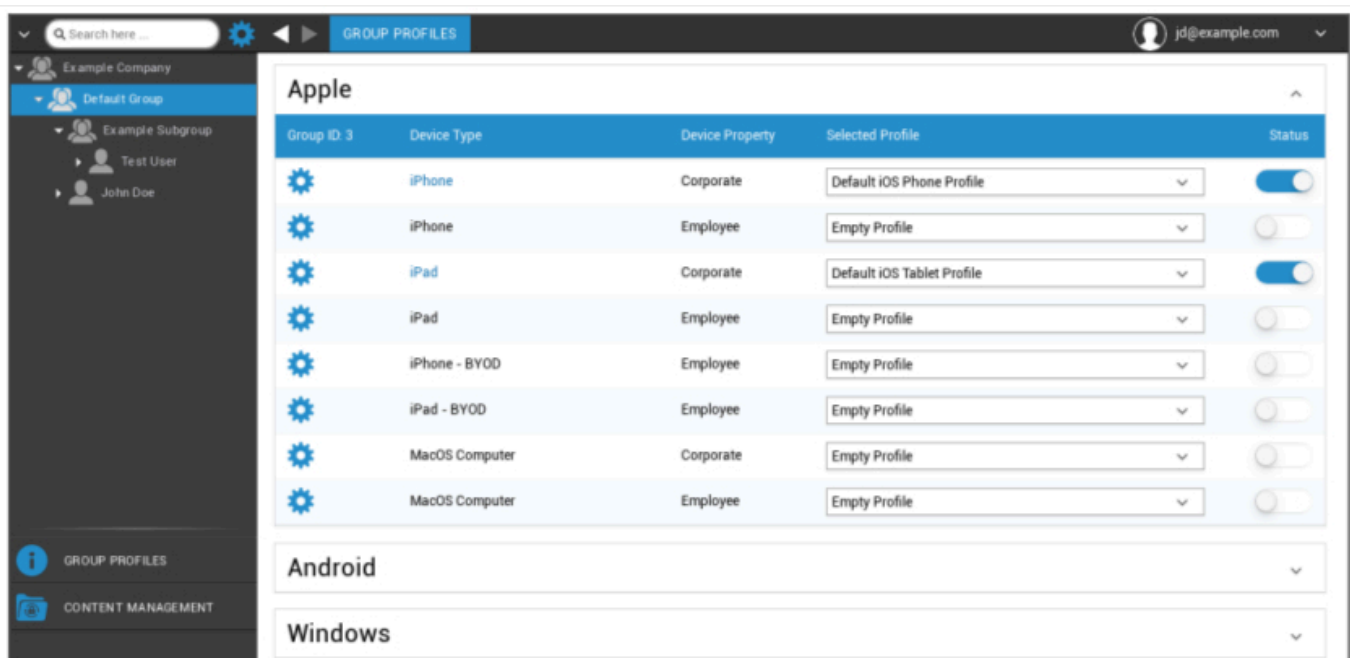 Search here ...
GROUP PROFILES
jd@example.com
Example Company
Default Group
Example Subgroup
Test User
John Doe
GROUP PROFILES
CONTENT MANAGEMENT
Apple
Group ID: 3 Device Type Device Property Selected Profile Status
iPhone Corporate Default iOS Phone Profile
iPhone Employee Empty Profile
iPad Corporate Default iOS Tablet Profile
iPad Employee Empty Profile
iPhone - BYOD Employee Empty Profile
iPad - BYOD Employee Empty Profile
MacOS Computer Corporate Empty Profile
MacOS Computer Employee Empty Profile
Android
Windows